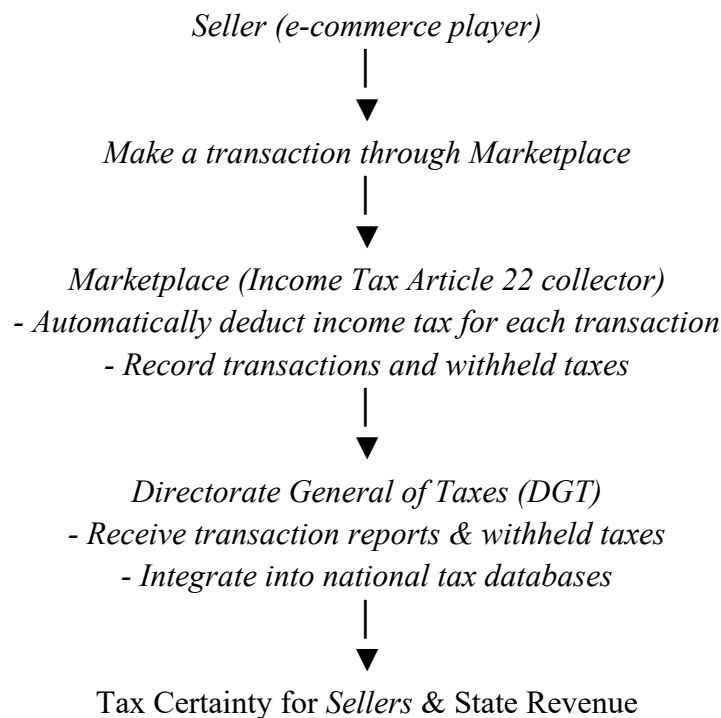 Seller (e-commerce player)
Make a transaction through Marketplace
Marketplace (Income Tax Article 22 collector)
- Automatically deduct income tax for each transaction
- Record transactions and withheld taxes
Directorate General of Taxes (DGT)
- Receive transaction reports & withheld taxes
- Integrate into national tax databases
Tax Certainty for Sellers & State Revenue